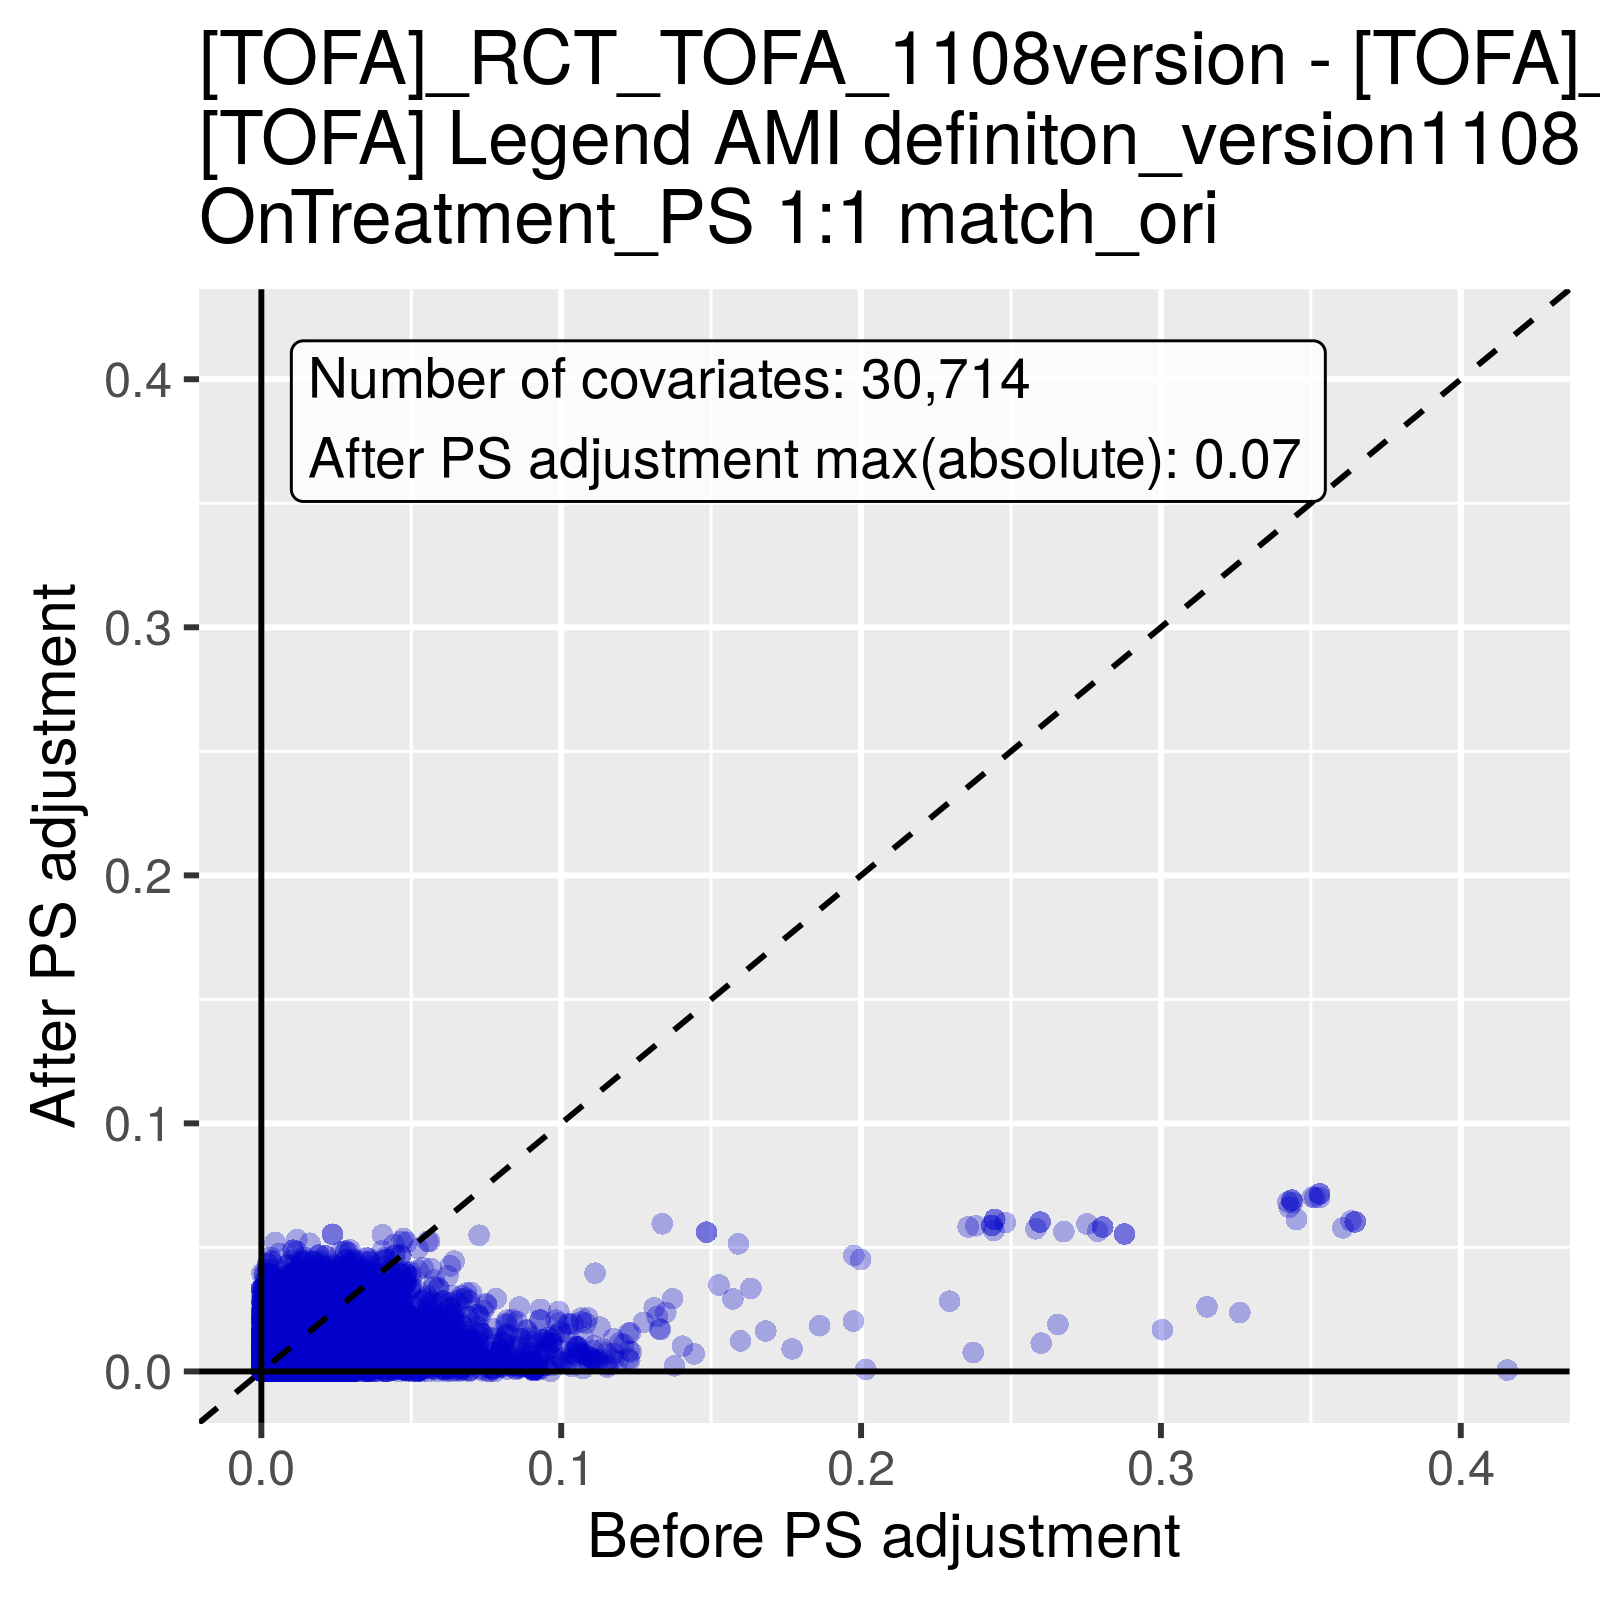 [TOFA]_RCT_TOFA_1108version - [TOFA]_
[TOFA] Legend AMI definiton_version1108
OnTreatment_PS 1:1 match_ori
Number of covariates: 30,714
After PS adjustment max(absolute): 0.07
After PS adjustment
0.4
0.3
0.2
0.1
0.0
0.0 0.1 0.2 0.3 0.4
Before PS adjustment